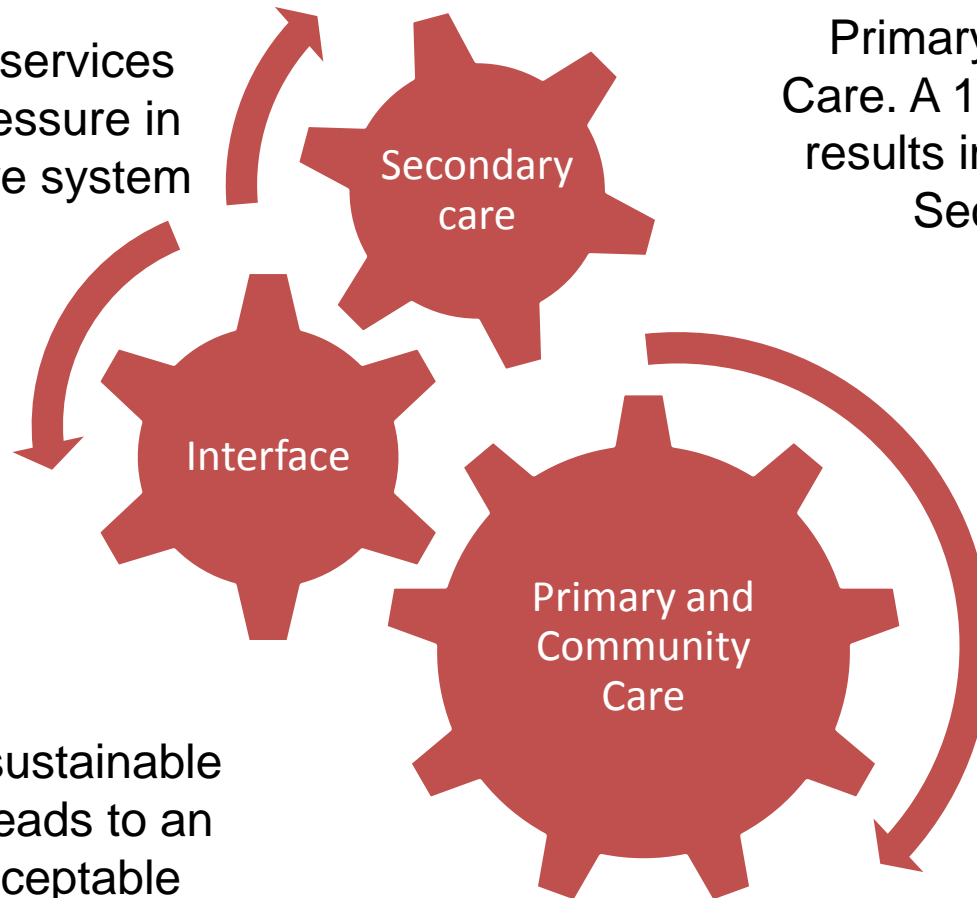 services
essure in
e system
Primary
Care. A 1
results in
Sec
Secondary
care
Interface
Primary and
Community
Care
sustainable
eads to an
ceptable